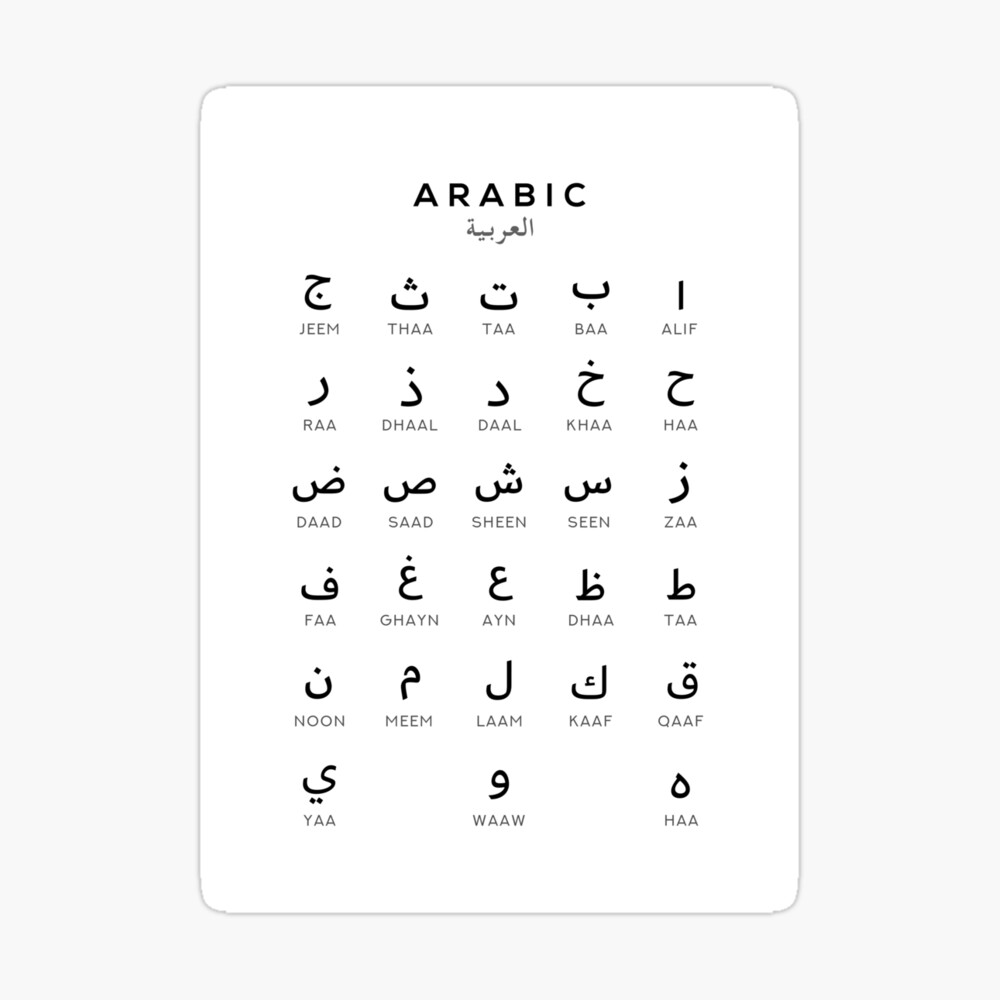 ARABIC
العربية
ا ب ت ث ج
ALIF BAA TAA THAA JEEM
ح خ د ذ ر
HAA KHAA DAAL DHAAL RAA
ز س ش ص ض
ZAA SEEN SHEEN SAAD DAAD
ط ظ ع غ ف
TAA DHAA AYN GHAYN FAA
ق ك ل م ن
QAAF KAAF LAAM MEEM NOON
ه و ي
HAA WAAW YAA